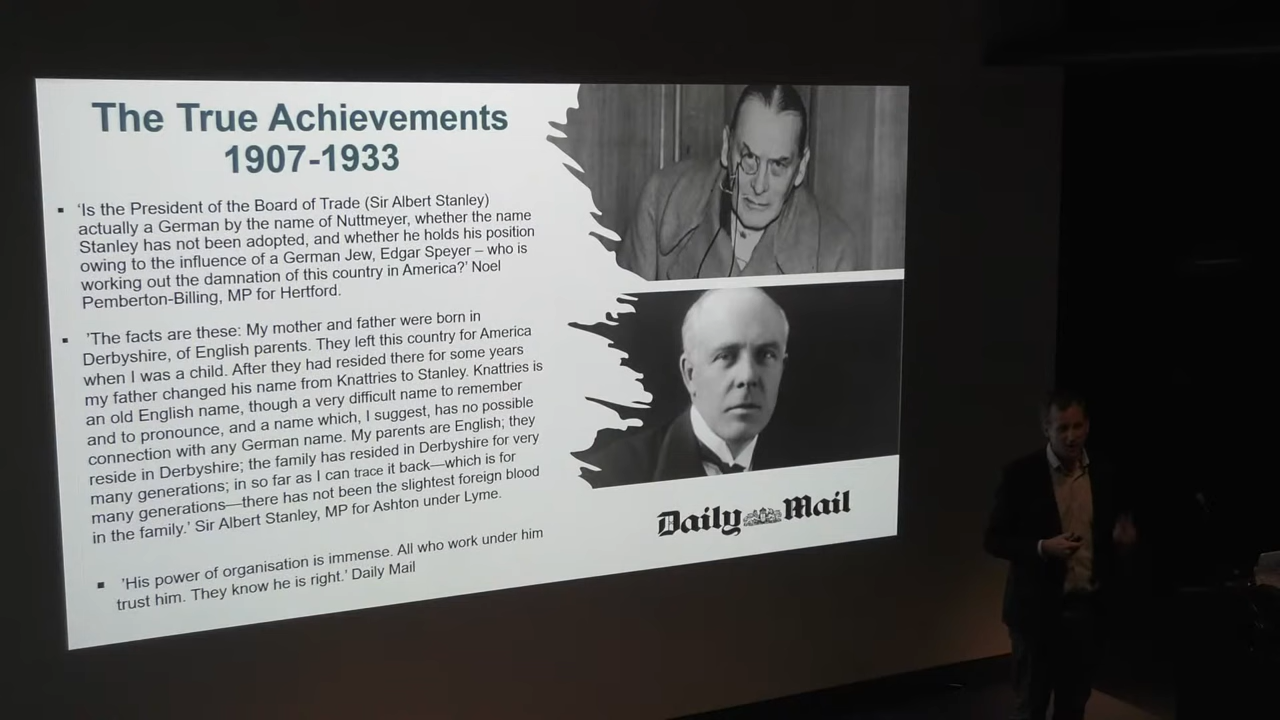 The True Achievements
1907-1933
▪ ‘Is the President of the Board of Trade (Sir Albert Stanley)
actually a German by the name of Nuttmeyer, whether the name
Stanley has not been adopted, and whether he holds his position
owing to the influence of a German Jew, Edgar Speyer – who is
working out the damnation of this country in America?’ Noel
Pemberton-Billing, MP for Hertford.
▪ ’The facts are these: My mother and father were born in
Derbyshire, of English parents. They left this country for America
when I was a child. After they had resided there for some years
my father changed his name from Knattries to Stanley. Knattries is
an old English name, though a very difficult name to remember
and to pronounce, and a name which, I suggest, has no possible
connection with any German name. My parents are English; they
reside in Derbyshire; the family has resided in Derbyshire for very
many generations; in so far as I can trace it back—which is for
many generations—there has not been the slightest foreign blood
in the family.’ Sir Albert Stanley, MP for Ashton under Lyme.
▪ ’His power of organisation is immense. All who work under him
trust him. They know he is right.’ Daily Mail
Daily Mail